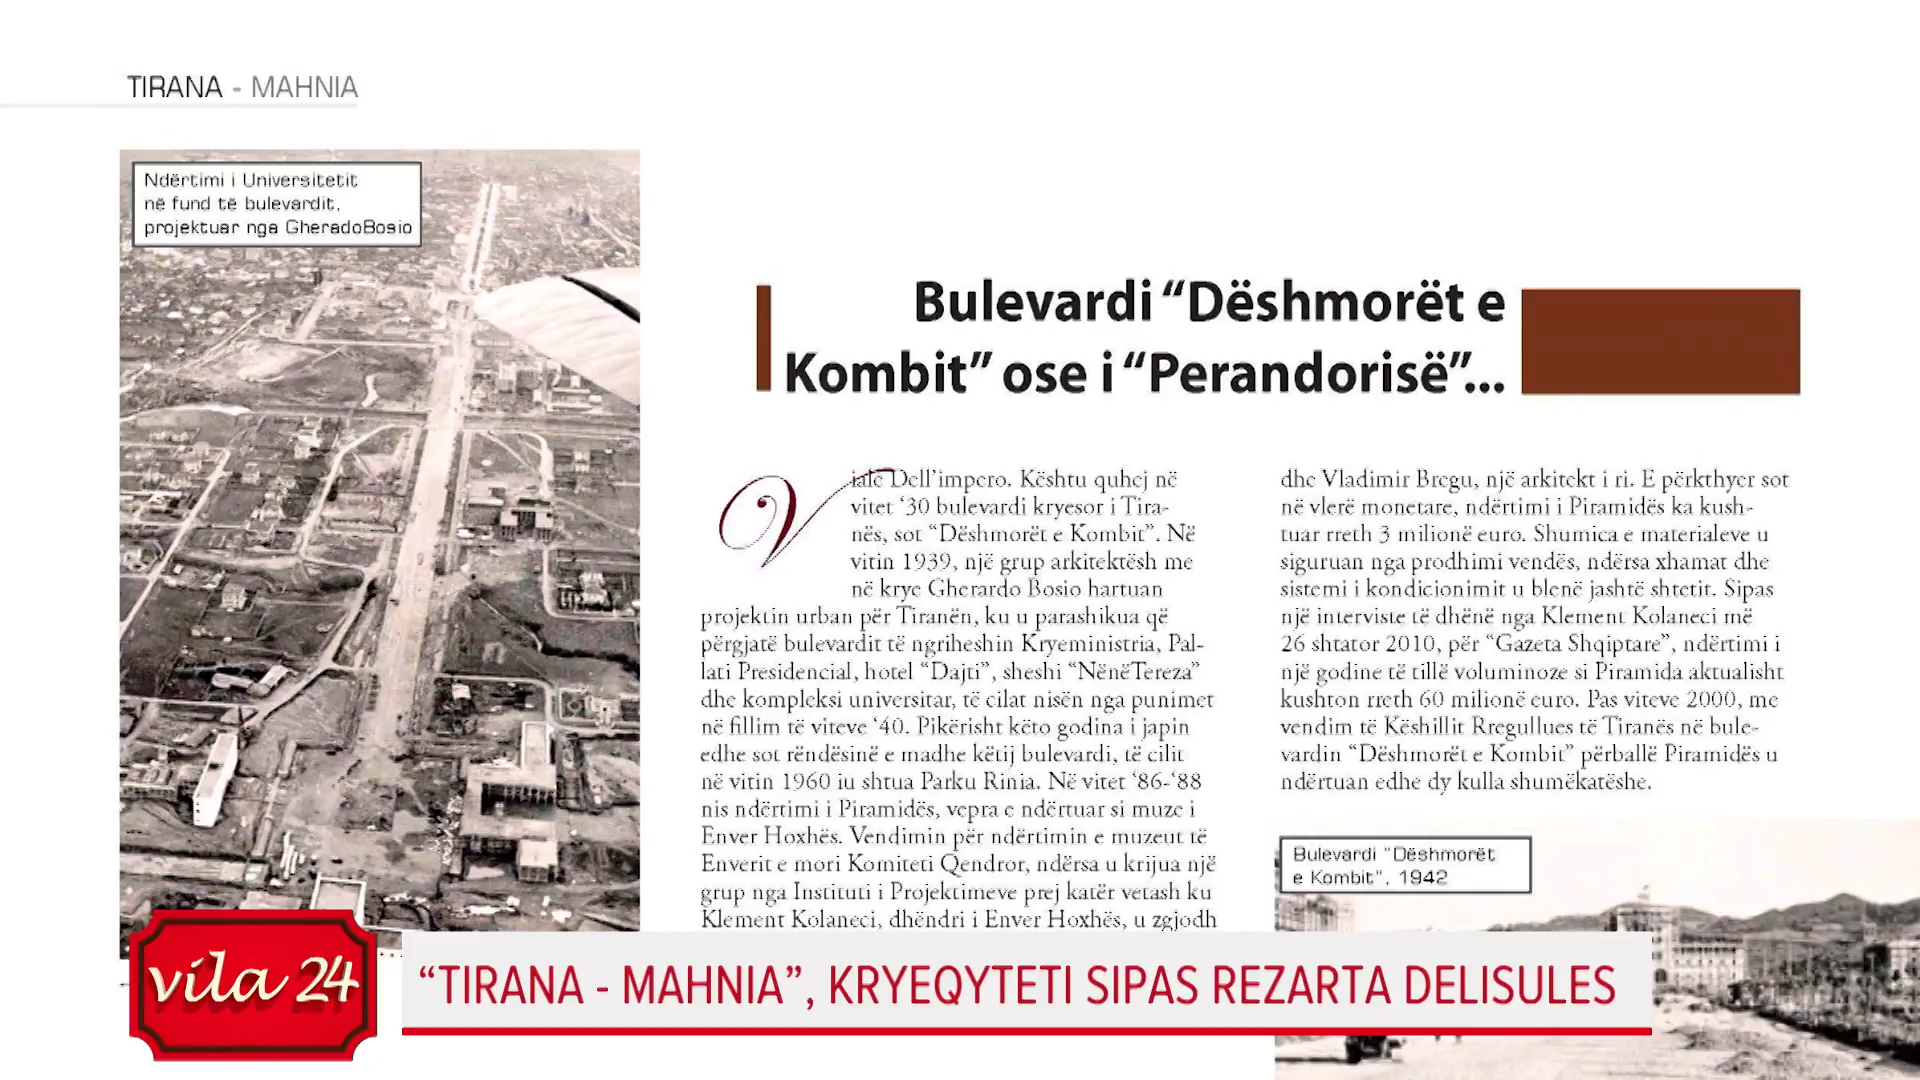 TIRANA - MAHNIA
Ndërtimi i Universitetit
në fund të bulevardit,
projektuar nga GheradoBosio
Bulevardi “Dëshmorët e
Kombit” ose i “Perandorisë”...
Viale Dell’impero. Kështu quhej në
vitet ‘30 bulevardi kryesor i Tira-
nës, sot “Dëshmorët e Kombit”. Në
vitin 1939, një grup arkitektësh me
në krye Gherardo Bosio hartuan
projektin urban për Tiranën, ku u parashikua që
përgjatë bulevardit të ngriheshin Kryeministria, Pal-
lati Presidencial, hotel “Dajti”, sheshi “NënëTereza”
dhe kompleksi universitar, të cilat nisën nga punimet
në fillim të viteve ‘40. Pikërisht këto godina i japin
edhe sot rëndësinë e madhe këtij bulevardi, të cilit
në vitin 1960 iu shtua Parku Rinia. Në vitet ‘86-‘88
nis ndërtimi i Piramidës, vepra e ndërtuar si muze i
Enver Hoxhës. Vendimin për ndërtimin e muzeut të
Enverit e mori Komiteti Qendror, ndërsa u krijua një
grup nga Instituti i Projektimeve prej katër vetash ku
Klement Kolaneci, dhëndri i Enver Hoxhës, u zgjodh
dhe Vladimir Bregu, një arkitekt i ri. E përkthyer sot
në vlerë monetare, ndërtimi i Piramidës ka kush-
tuar rreth 3 milionë euro. Shumica e materialeve u
siguruan nga prodhimi vendës, ndërsa xhamat dhe
sistemi i kondicionimit u blenë jashtë shtetit. Sipas
një interviste të dhënë nga Klement Kolaneci më
26 shtator 2010, për “Gazeta Shqiptare”, ndërtimi i
një godine të tillë voluminoze si Piramida aktualisht
kushton rreth 60 milionë euro. Pas viteve 2000, me
vendim të Këshillit Rregullues të Tiranës në bule-
vardin “Dëshmorët e Kombit” përballë Piramidës u
ndërtuan edhe dy kulla shumëkatëshe.
Bulevardi “Dëshmorët
e Kombit”, 1942
vila 24
“TIRANA - MAHNIA”, KRYEQYTETI SIPAS REZARTA DELISULES